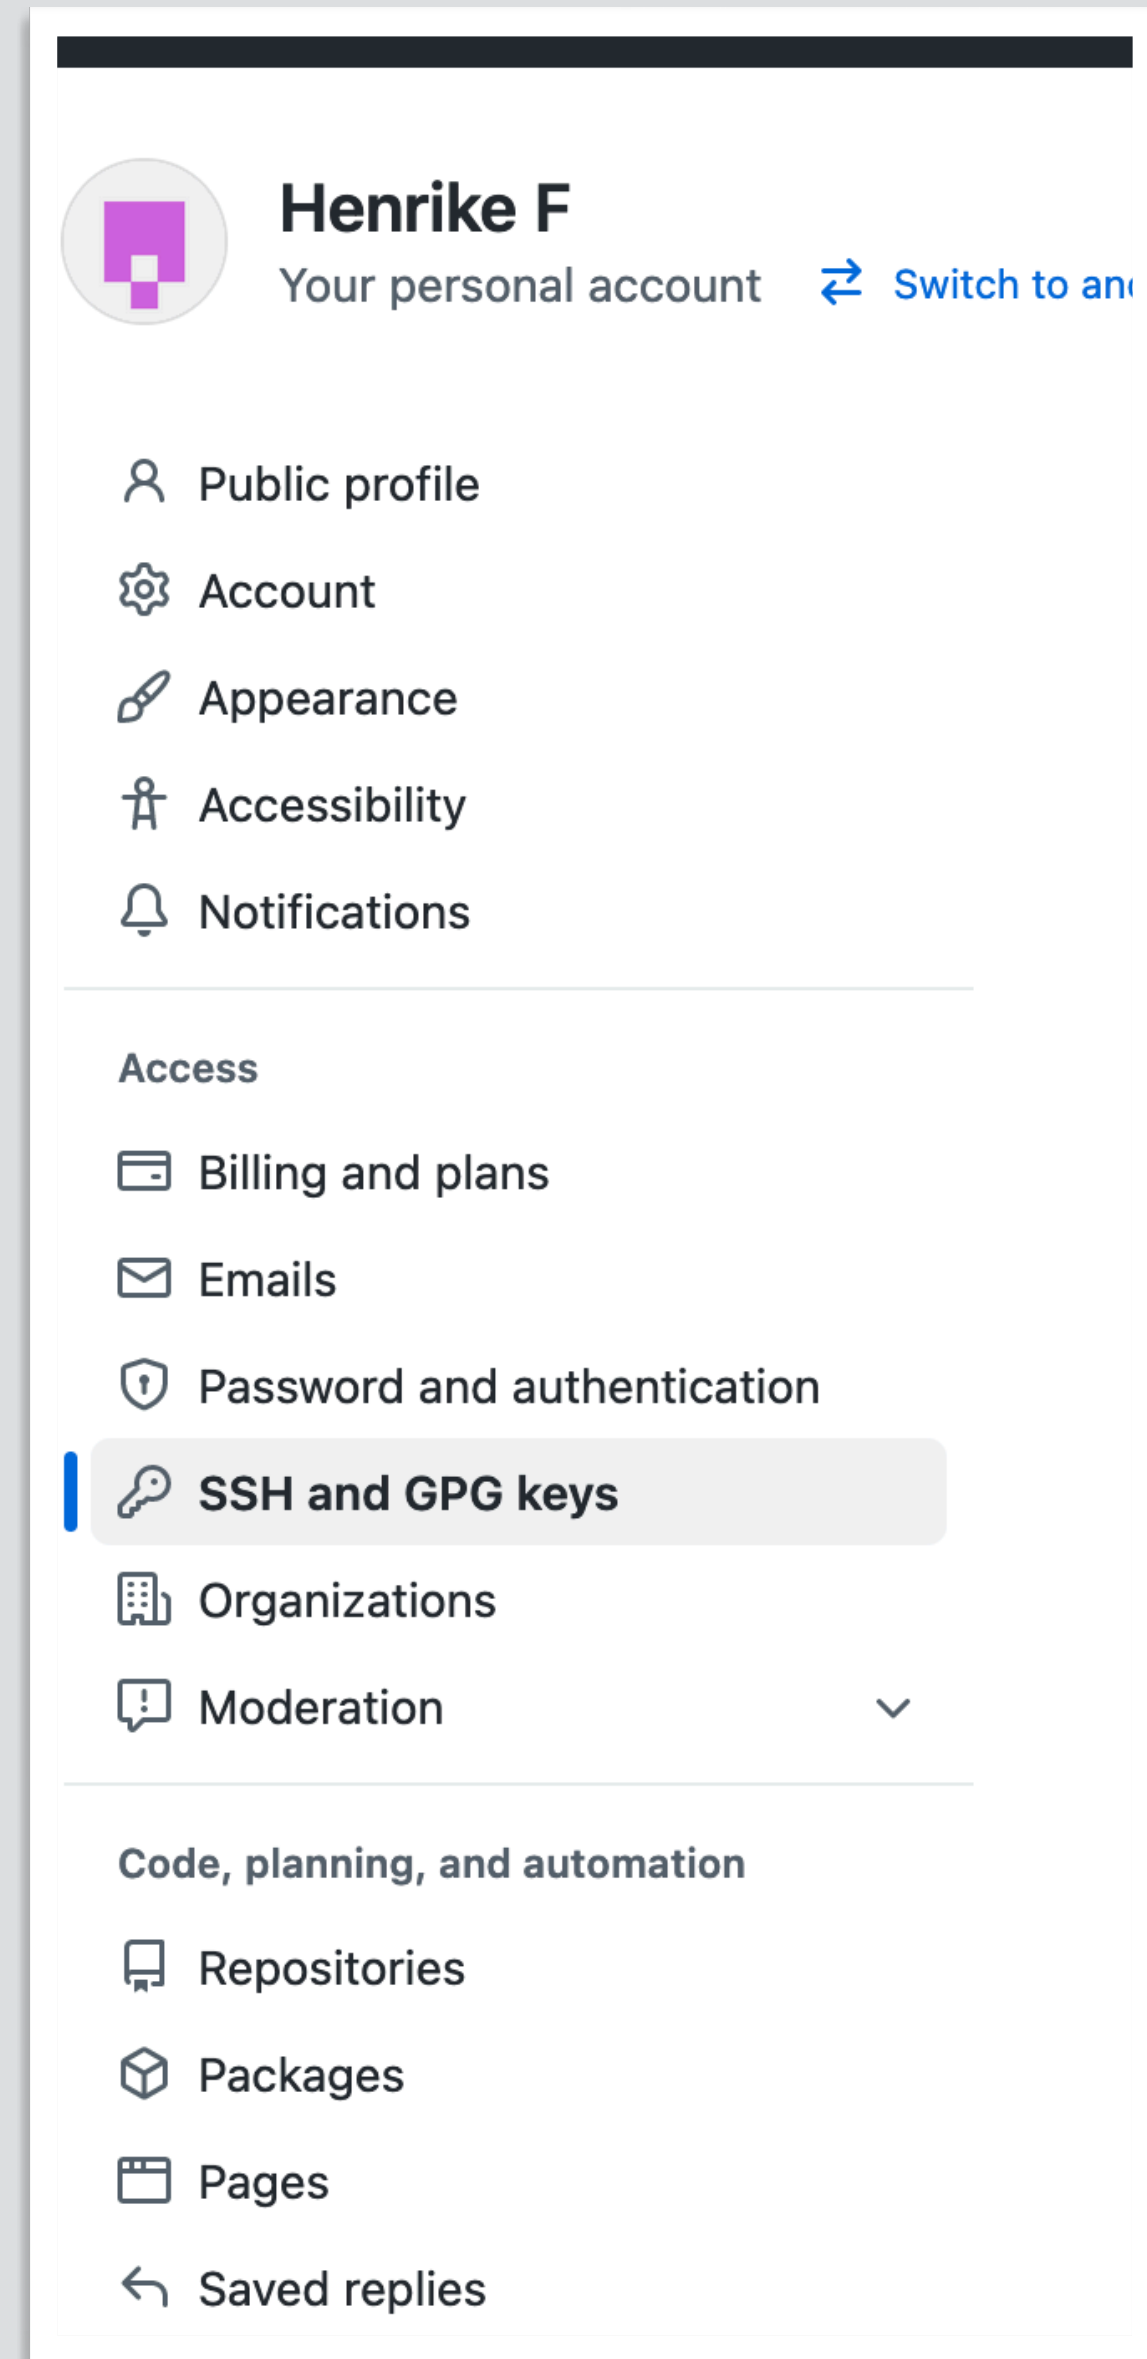 Henrike F
Your personal account Switch to
Public profile
Account
Appearance
Accessibility
Notifications
Access
Billing and plans
Emails
Password and authentication
SSH and GPG keys
Organizations
Moderation
Code, planning, and automation
Repositories
Packages
Pages
Saved replies